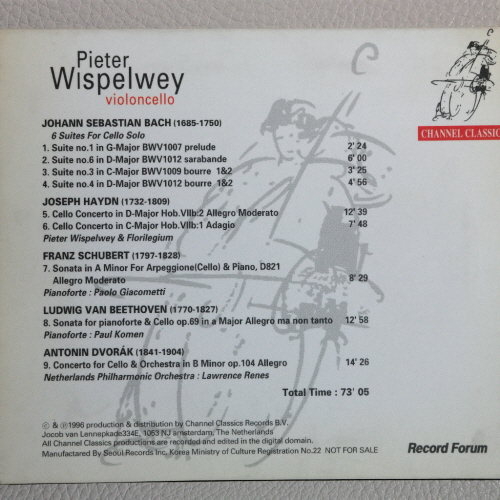 Pieter
Wispelwey
violoncello
CHANNEL CLASSICS
JOHANN SEBASTIAN BACH (1685-1750)
6 Suites For Cello Solo
1. Suite no.1 in G-Major BWV1007 prelude 2' 24
2. Suite no.6 in D-Major BWV1012 sarabande 6' 00
3. Suite no.3 in C-Major BWV1009 bourre 1&2 3' 25
4. Suite no.4 in D-Major BWV1012 bourre 1&2 4' 56
JOSEPH HAYDN (1732-1809)
5. Cello Concerto in D-Major Hob.VIIb:2 Allegro Moderato 12' 39
6. Cello Concerto in C-Major Hob.VIIb:1 Adagio 7' 48
Pieter Wispelwey & Florilegium
FRANZ SCHUBERT (1797-1828)
7. Sonata in A Minor For Arpeggione(Cello) & Piano, D821
Allegro Moderato 8' 29
Pianoforte : Paolo Giacometti
LUDWIG VAN BEETHOVEN (1770-1827)
8. Sonata for pianoforte & Cello op.69 in a Major Allegro ma non tanto 12' 58
Pianoforte : Paul Komen
ANTONIN DVORÁK (1841-1904)
9. Concerto for Cello & Orchestra in B Minor op.104 Allegro 14' 26
Netherlands Philharmonic Orchestra : Lawrence Renes
Total Time : 73' 05
© & ℗1996 production & distribution by Channel Classics Records B.V.
Jocob van Lennepkade334E, 1053 NJ amsterdam, The Netherlands
All Channel Classics productions are recorded and edited in the digital domain.
Manufactared By Seoul Records Inc. Korea Ministry of Culture Registration No.22 NOT FOR SALE
Record Forum